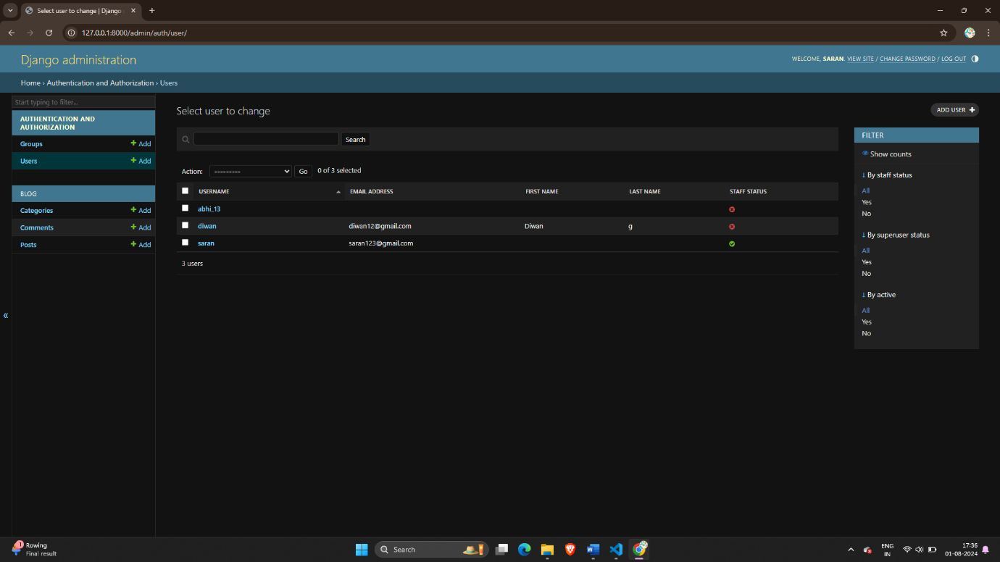 Select user to change | Django
127.0.0.1:8000/admin/auth/user/
Django administration
WELCOME, SARAN. VIEW SITE / CHANGE PASSWORD / LOG OUT
Home › Authentication and Authorization › Users
Start typing to filter...
AUTHENTICATION AND
AUTHORIZATION
Groups
Add
Users
Add
BLOG
Categories
Add
Comments
Add
Posts
Add
«
Select user to change
ADD USER
Search
Action: --------- Go 0 of 3 selected
USERNAME EMAIL ADDRESS FIRST NAME LAST NAME STAFF STATUS
abhi_13
diwan diwan12@gmail.com Diwan g
saran saran123@gmail.com
3 users
FILTER
Show counts
↓ By staff status
All
Yes
No
↓ By superuser status
All
Yes
No
↓ By active
All
Yes
No
1
Rowing
Final result
Search
W
ENG
IN
17:36
01-08-2024